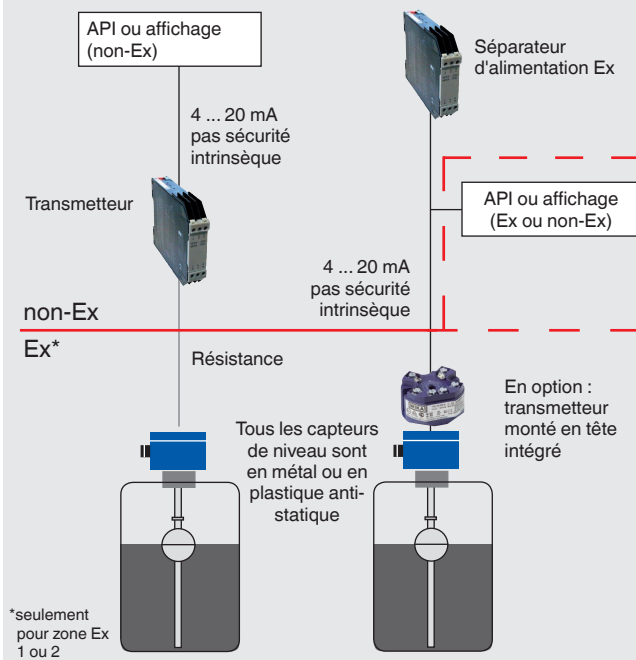 API ou affichage
(non-Ex)
Séparateur
d'alimentation Ex
4 ... 20 mA
pas sécurité
intrinsèque
Transmetteur
API ou affichage
(Ex ou non-Ex)
4 ... 20 mA
pas sécurité
intrinsèque
non-Ex
Ex*
Résistance
En option :
transmetteur
monté en tête
intégré
Tous les capteurs
de niveau sont
en métal ou en
plastique anti-
statique
*seulement
pour zone Ex
1 ou 2